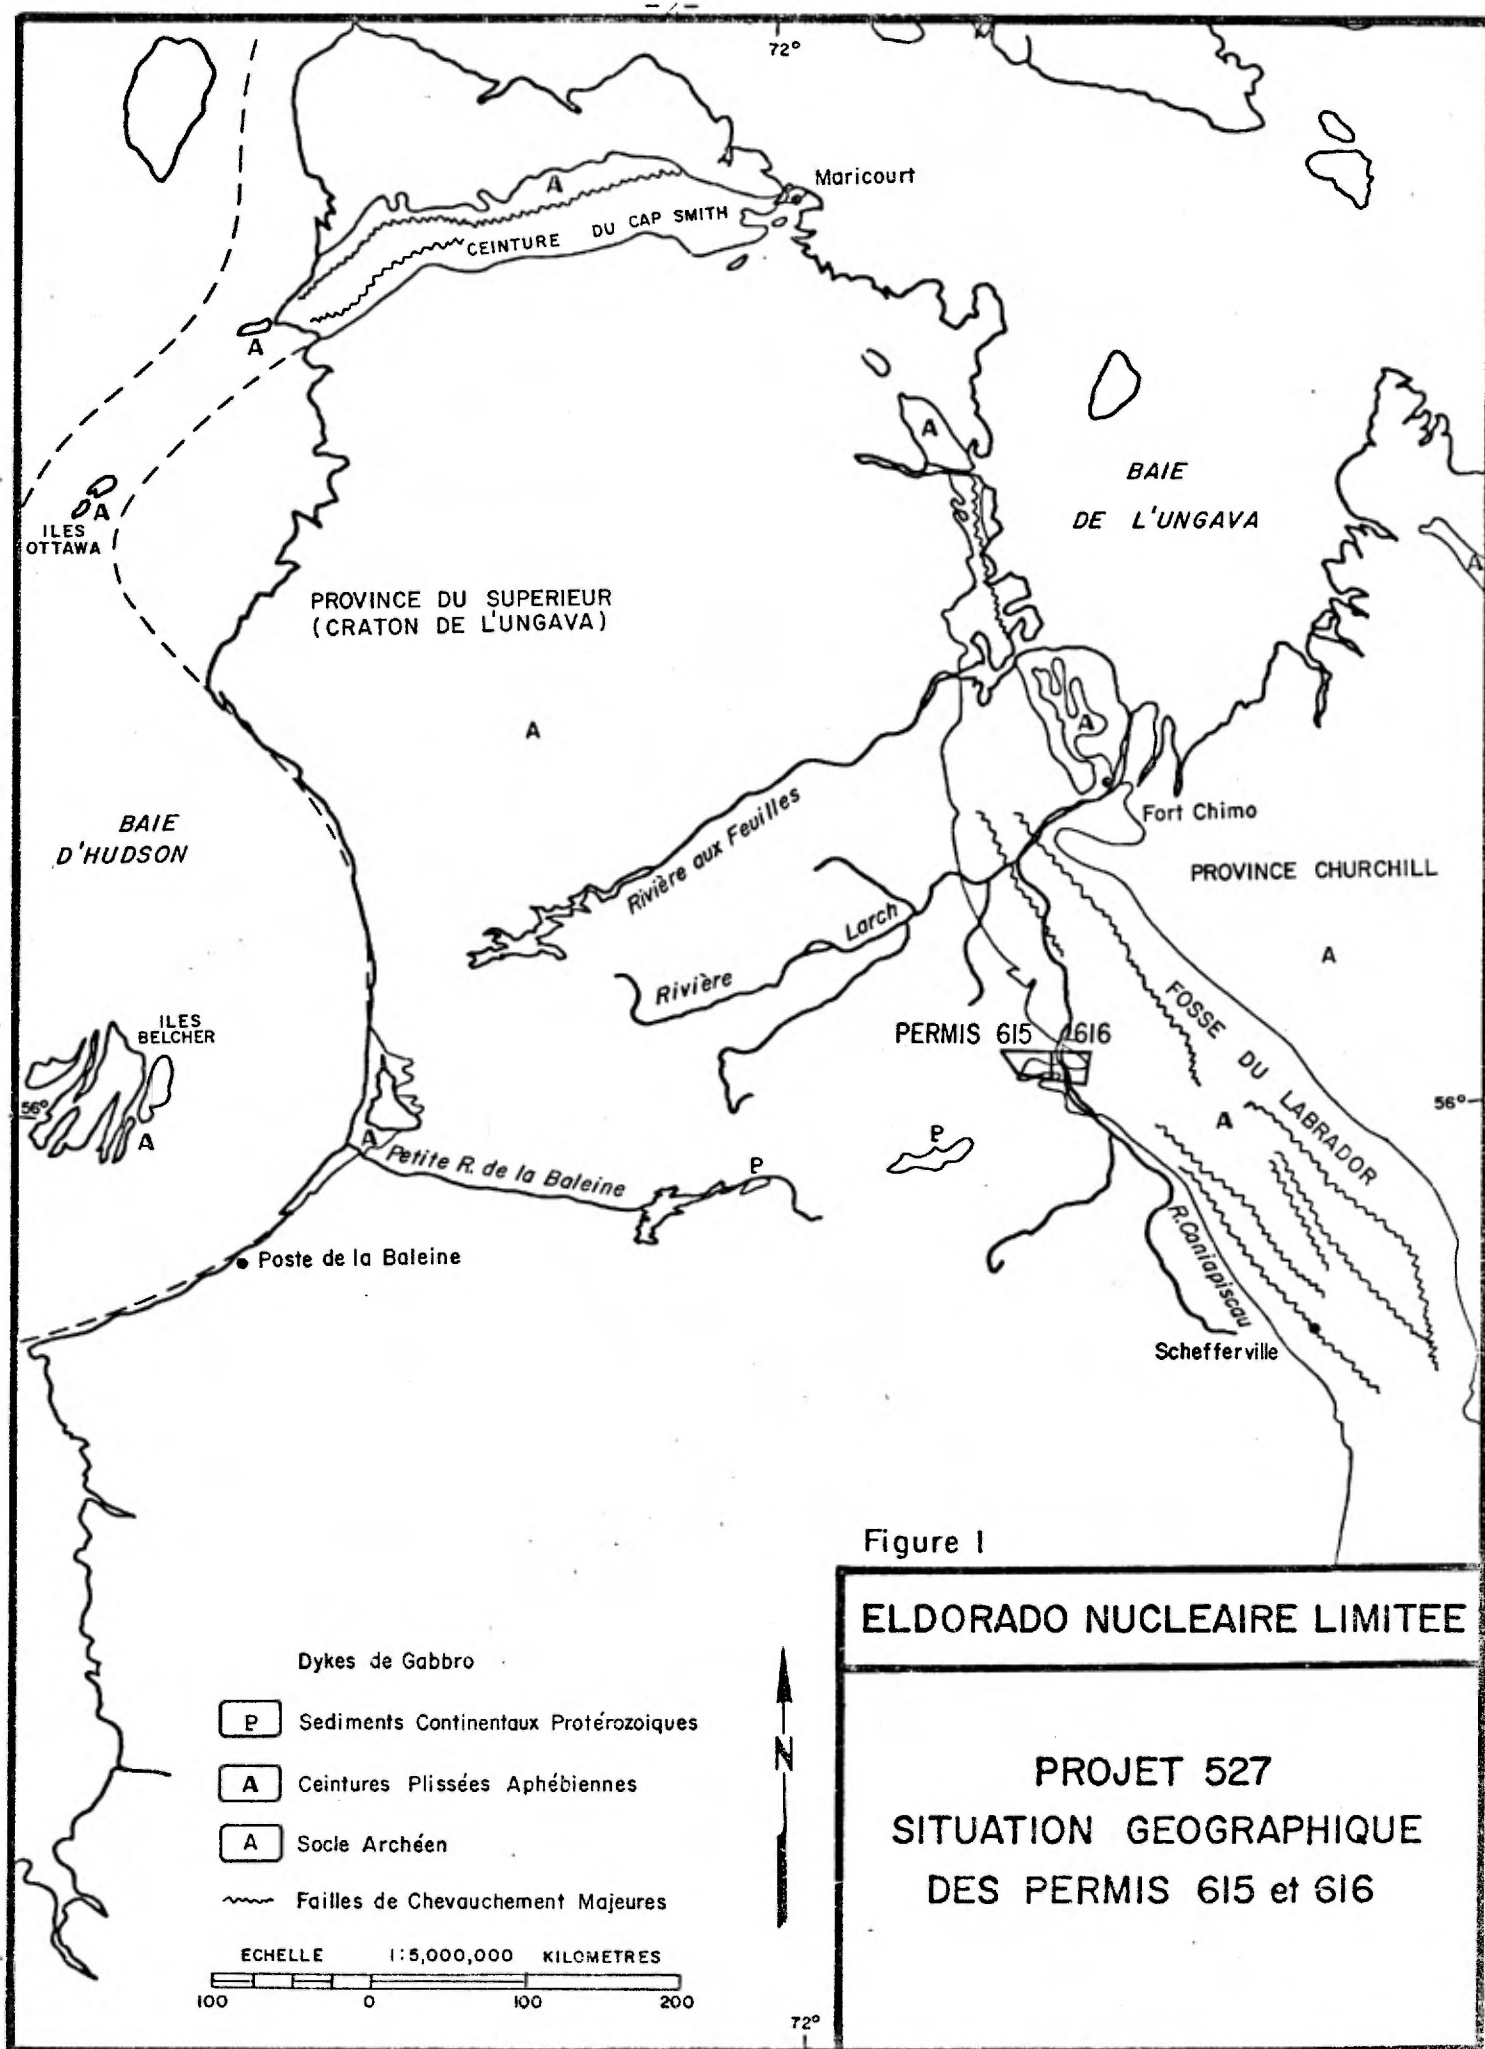 72°
Maricourt
A
CEINTURE DU CAP SMITH
A
A
A
ILES
OTTAWA
BAIE
DE L'UNGAVA
A
PROVINCE DU SUPERIEUR
(CRATON DE L'UNGAVA)
A
A
Fort Chimo
BAIE
D'HUDSON
Rivière aux Feuilles
PROVINCE CHURCHILL
Larch
Rivière
A
FOSSE DU LABRADOR
PERMIS 615 616
ILES
BELCHER
56°
A
56°
A
A
P
Petite R. de la Baleine
P
R. Caniapiscau
Poste de la Baleine
Schefferville
Figure 1
ELDORADO NUCLEAIRE LIMITEE
PROJET 527
SITUATION GEOGRAPHIQUE
DES PERMIS 615 et 616
Dykes de Gabbro
P Sediments Continentaux Protérozoiques
A Ceintures Plissées Aphébiennes
A Socle Archéen
Failles de Chevauchement Majeures
N
ECHELLE 1:5,000,000 KILOMETRES
100 0 100 200
72°